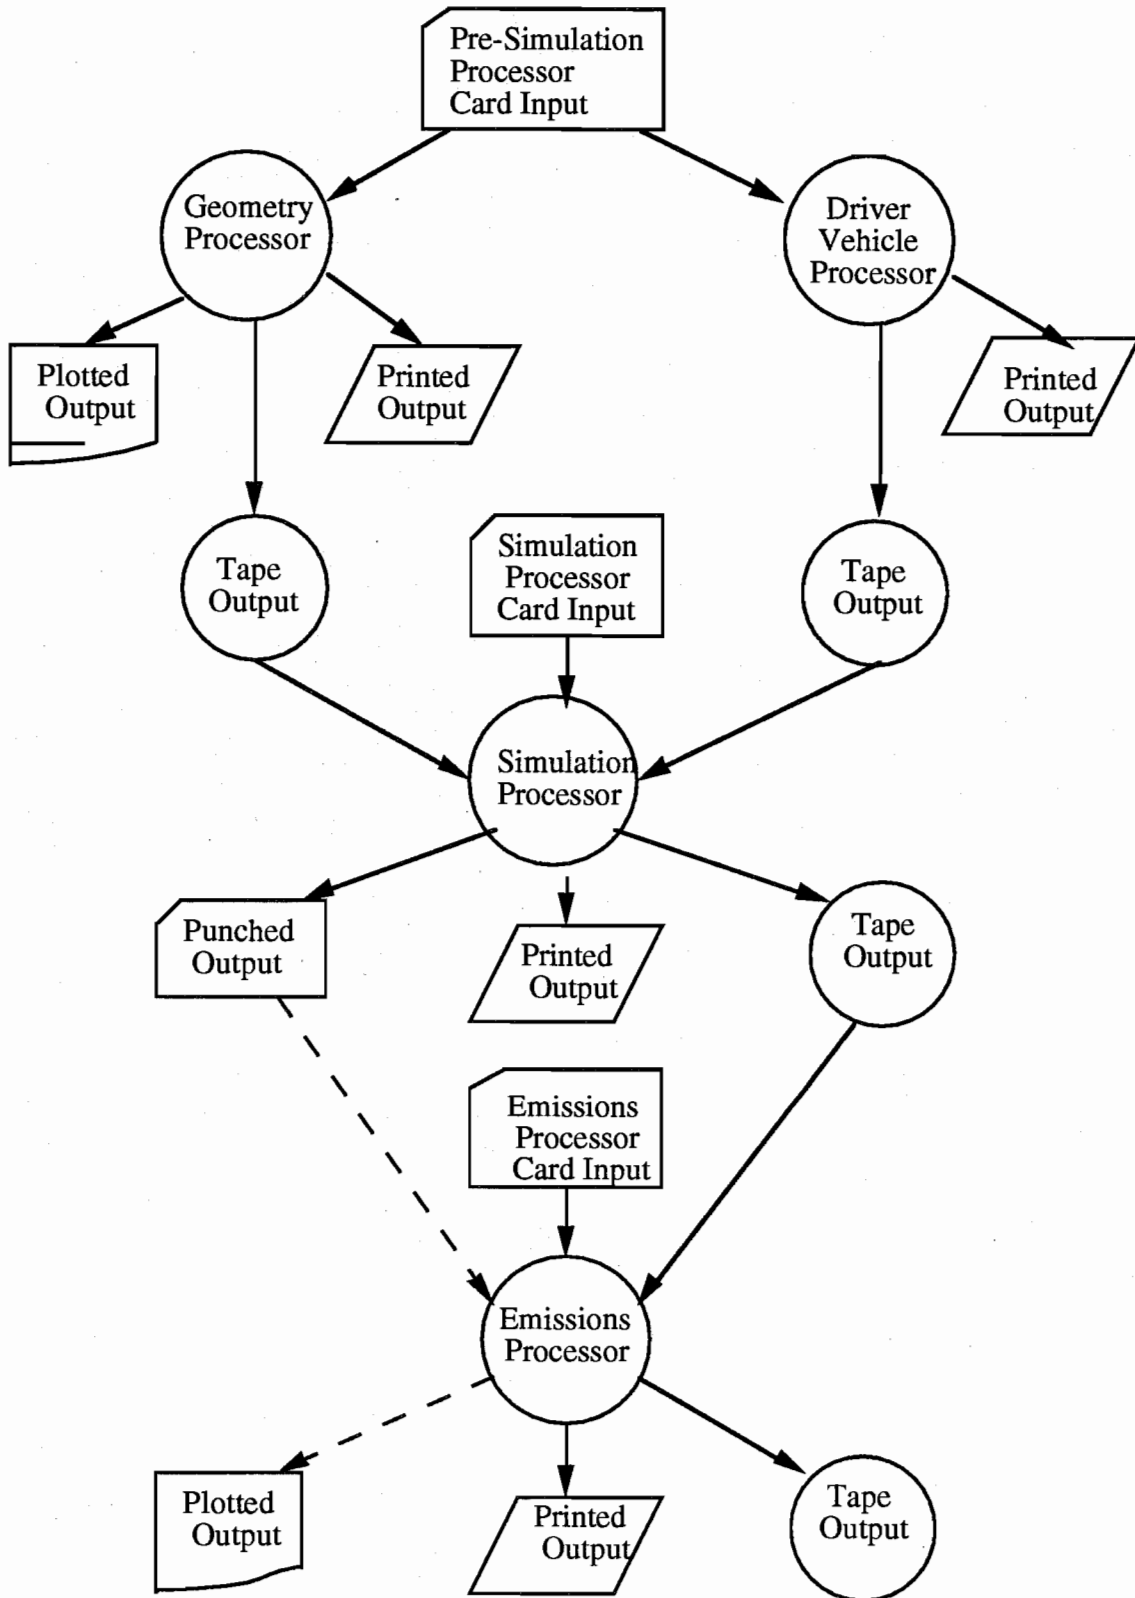 Pre-Simulation
Processor
Card Input
Geometry
Processor
Driver
Vehicle
Processor
Plotted
Output
Printed
Output
Printed
Output
Tape
Output
Simulation
Processor
Card Input
Tape
Output
Simulation
Processor
Punched
Output
Printed
Output
Tape
Output
Emissions
Processor
Card Input
Emissions
Processor
Plotted
Output
Printed
Output
Tape
Output